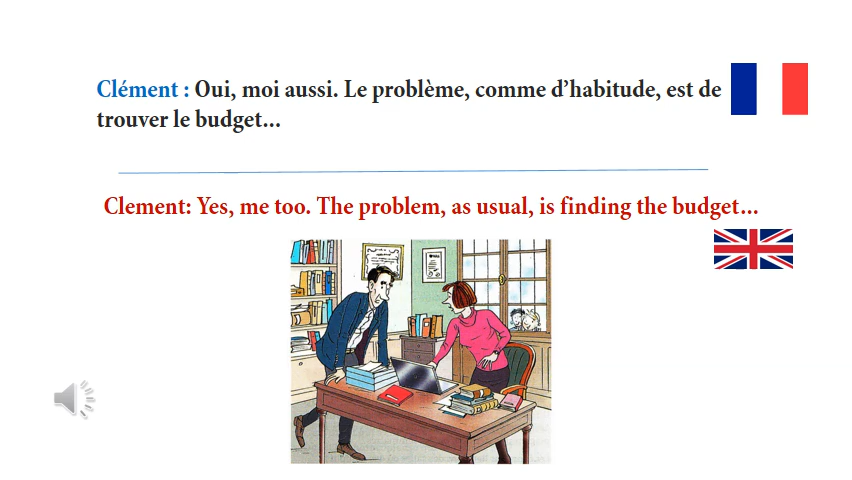 Clément : Oui, moi aussi. Le problème, comme d’habitude, est de
trouver le budget...
Clement: Yes, me too. The problem, as usual, is finding the budget...